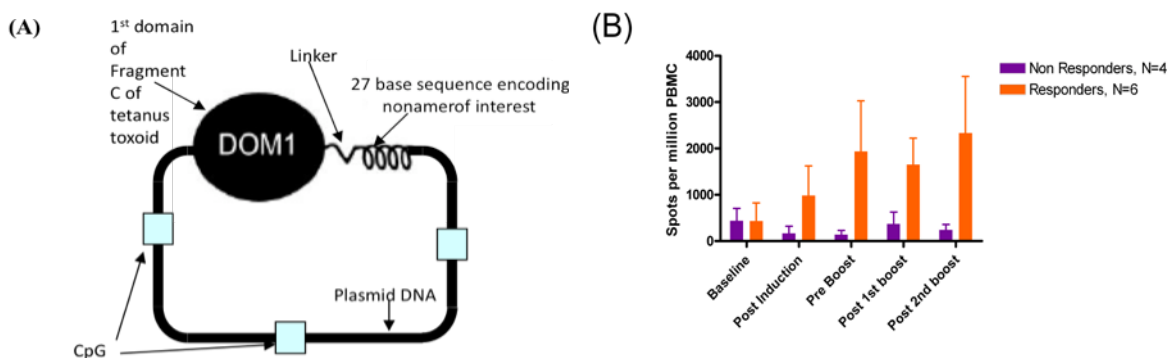 (A)
1st domain
of
Fragment
C of
tetanus
toxoid
Linker
27 base sequence encoding
nonamerof interest
DOM1
Plasmid DNA
CpG
(B)
4000
3000
2000
1000
0
Spots per million PBMC
Baseline
Post Induction
Pre Boost
Post 1st boost
Post 2nd boost
Non Responders, N=4
Responders, N=6